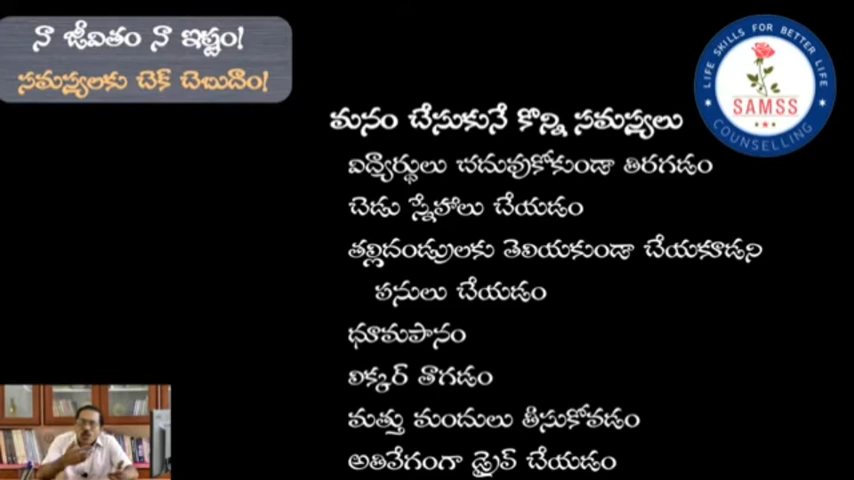 నా జీవితం నా ఇష్టం!
సమస్యలకు చెక్ చెబుదాం!
LIFE SKILLS FOR BETTER LIFE
SAMSS
COUNSELLING
మనం చేసుకునే కొన్ని సమస్యలు
విద్యార్థులు చదువుకోకుండా తిరగడం
చెడు స్నేహాలు చేయడం
తల్లిదండ్రులకు తెలియకుండా చేయకూడని
పనులు చేయడం
ధూమపానం
లిక్కర్ తాగడం
మత్తు మందులు తీసుకోవడం
అతివేగంగా డ్రైవ్ చేయడం